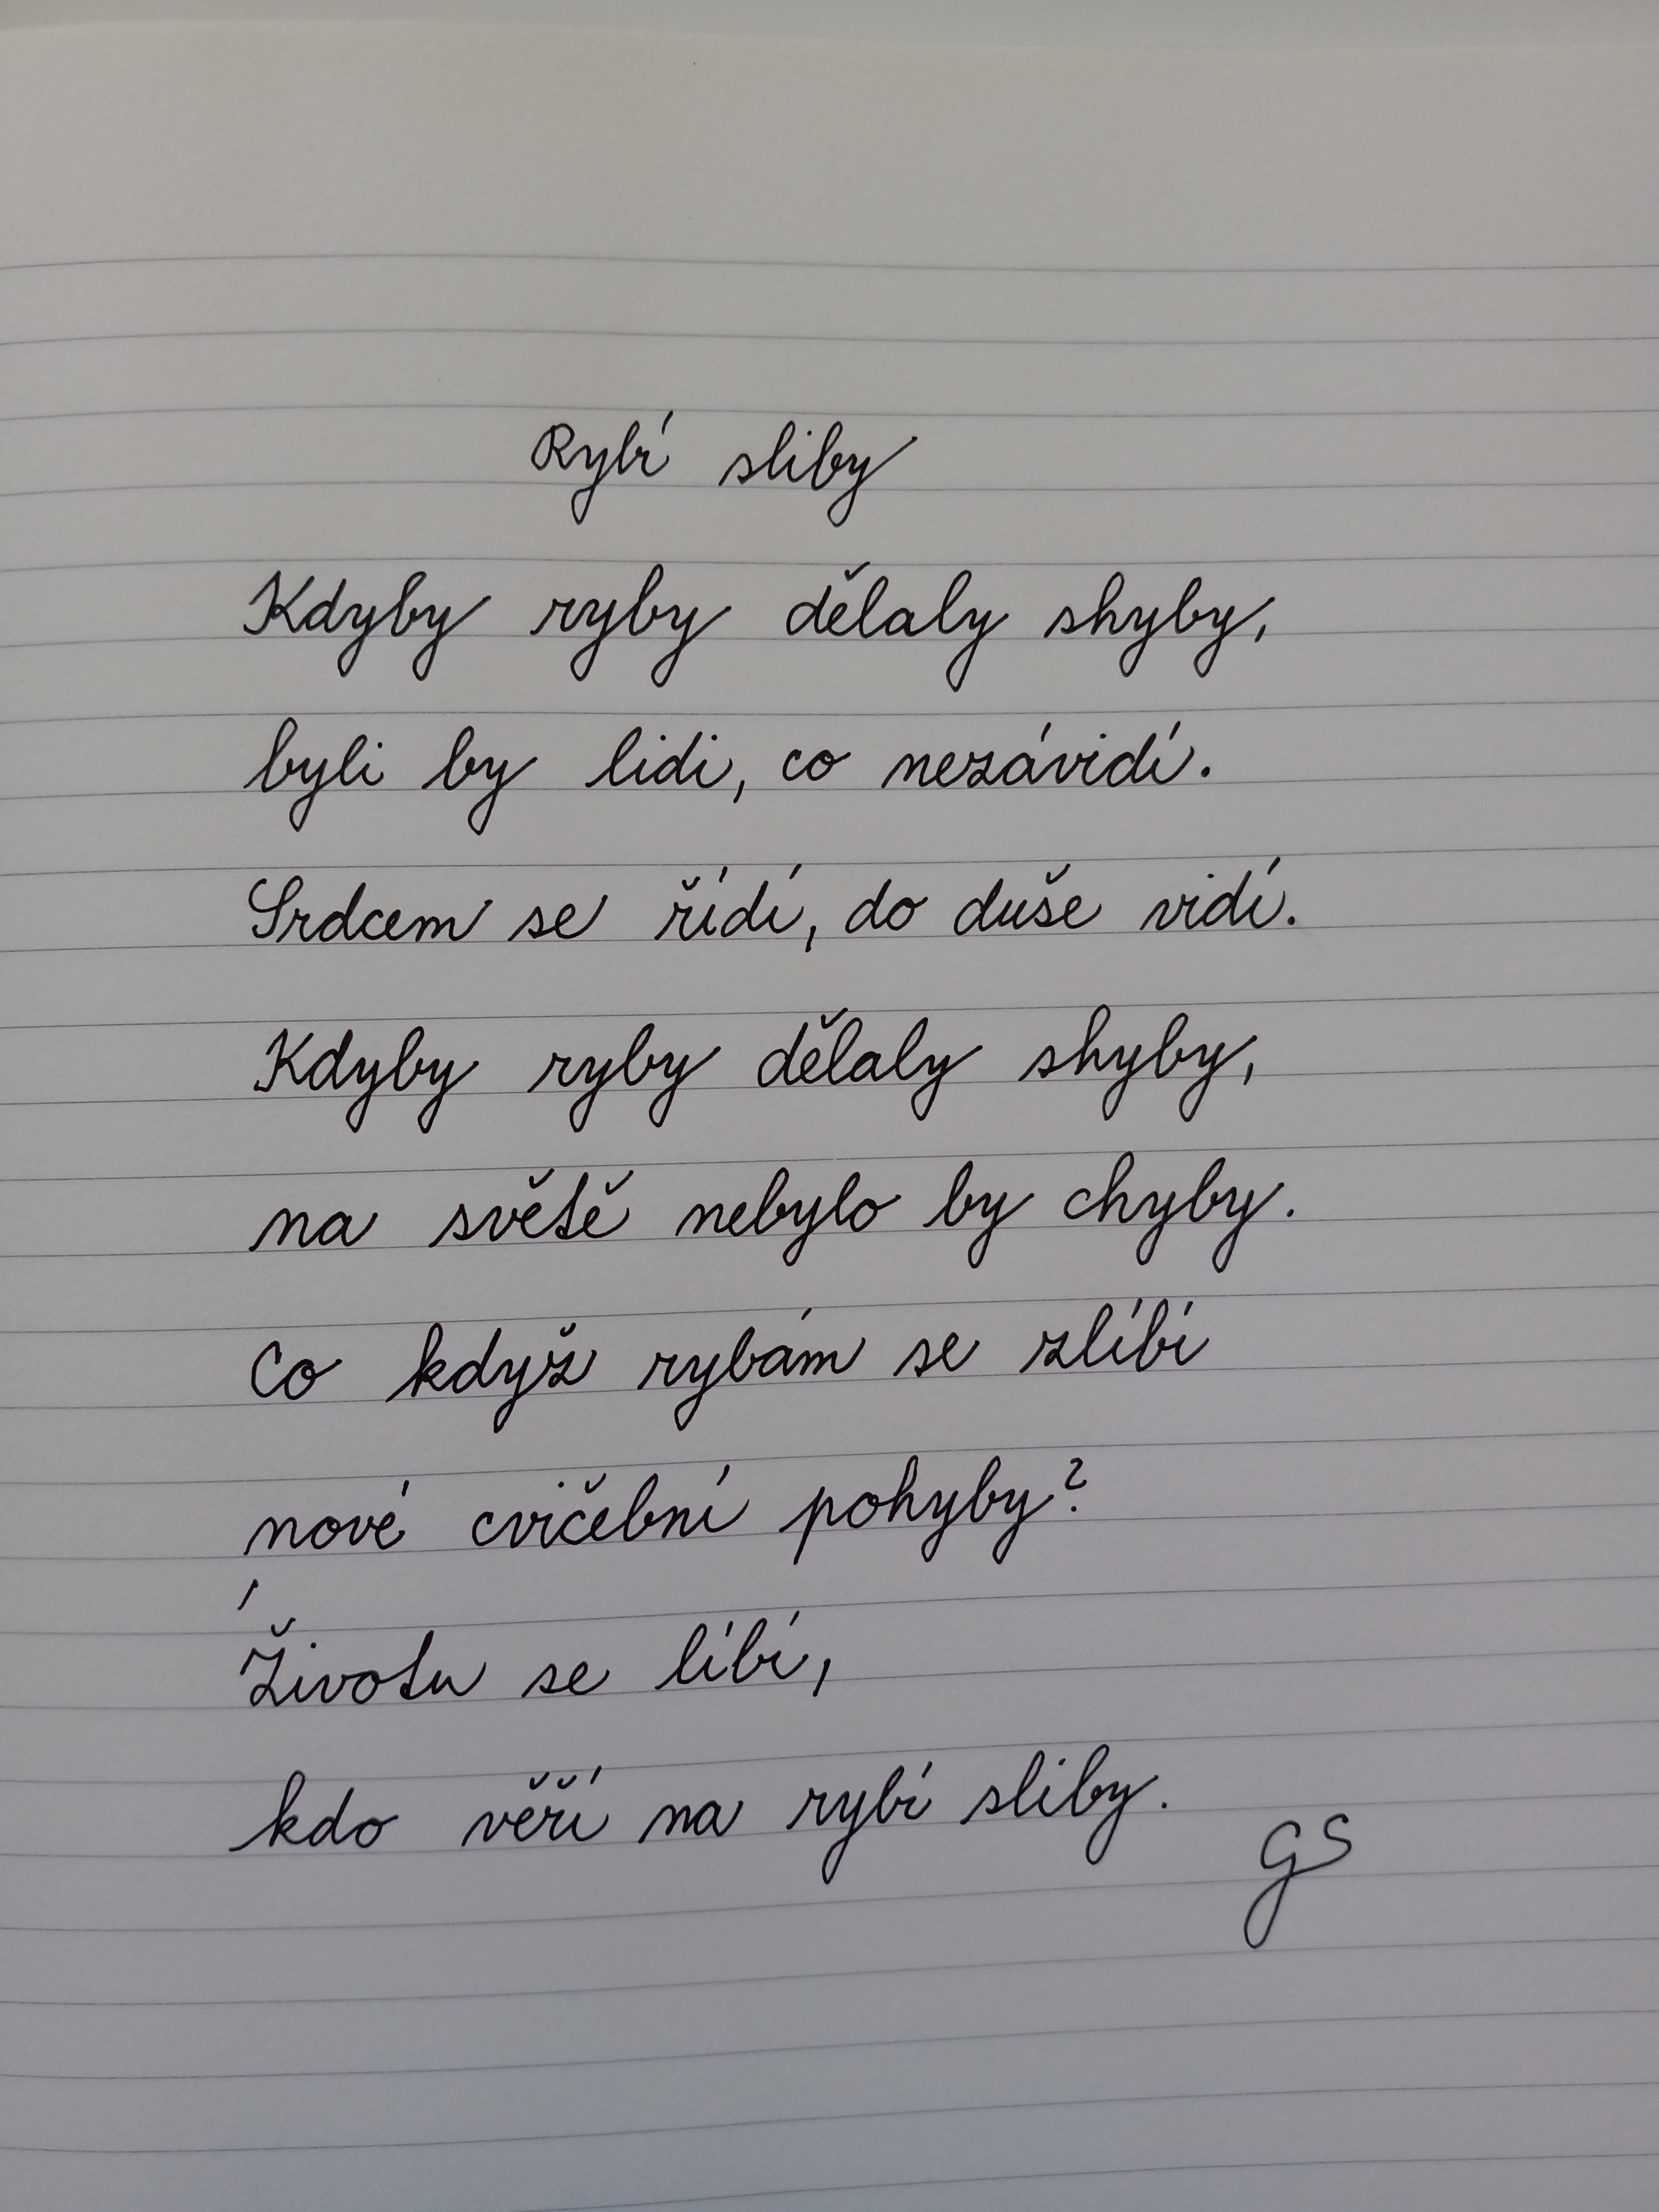 Rybí sliby
Kdyby ryby dělaly shyby,
byli by lidi, co nezávidí.
Srdcem se řídí, do duše vidí.
Kdyby ryby dělaly shyby,
na světě nebylo by chyby.
Co když rybám se zlíbí
nové cvičební pohyby?
Životu se líbí,
kdo věří na rybí sliby.
GS